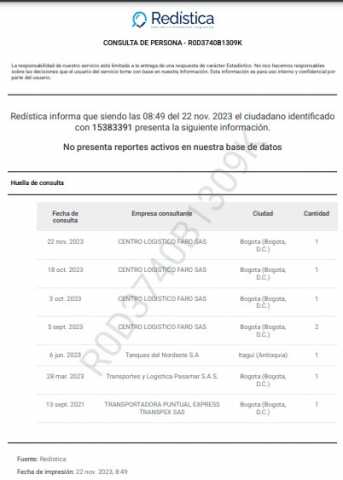 Redistica
CONSULTA DE PERSONA - R0D3740B1309K
La responsabilidad de nuestro servicio esta limitada a la entrega de una respuesta de carácter Estadístico. No nos hacemos responsables
sobre las decisiones que el usuario del servicio tome con base en nuestra información. Esta información es para uso interno y confidencial por
parte del usuario.
Redística informa que siendo las 08:49 del 22 nov. 2023 el ciudadano identificado
con 15383391 presenta la siguiente información.
No presenta reportes activos en nuestra base de datos
Huella de consulta
Fecha de consulta Empresa consultante Ciudad Cantidad
22 nov. 2023 CENTRO LOGISTICO FARO SAS Bogota (Bogota, D.C.) 1
18 oct. 2023 CENTRO LOGISTICO FARO SAS Bogota (Bogota, D.C.) 1
3 oct. 2023 CENTRO LOGISTICO FARO SAS Bogota (Bogota, D.C.) 1
5 sept. 2023 CENTRO LOGISTICO FARO SAS Bogota (Bogota, D.C.) 2
6 jun. 2023 Tanques del Nordeste S.A Itagui (Antioquia) 1
28 mar. 2023 Transportes y Logistica Pasamar S.A.S. Bogota (Bogota, D.C.) 1
13 sept. 2021 TRANSPORTADORA PUNTUAL EXPRESS TRANSPEX SAS Bogota (Bogota, D.C.) 1
R0D3740B1309K
Fuente: Redística
Fecha de impresión: 22 nov. 2023, 8:49